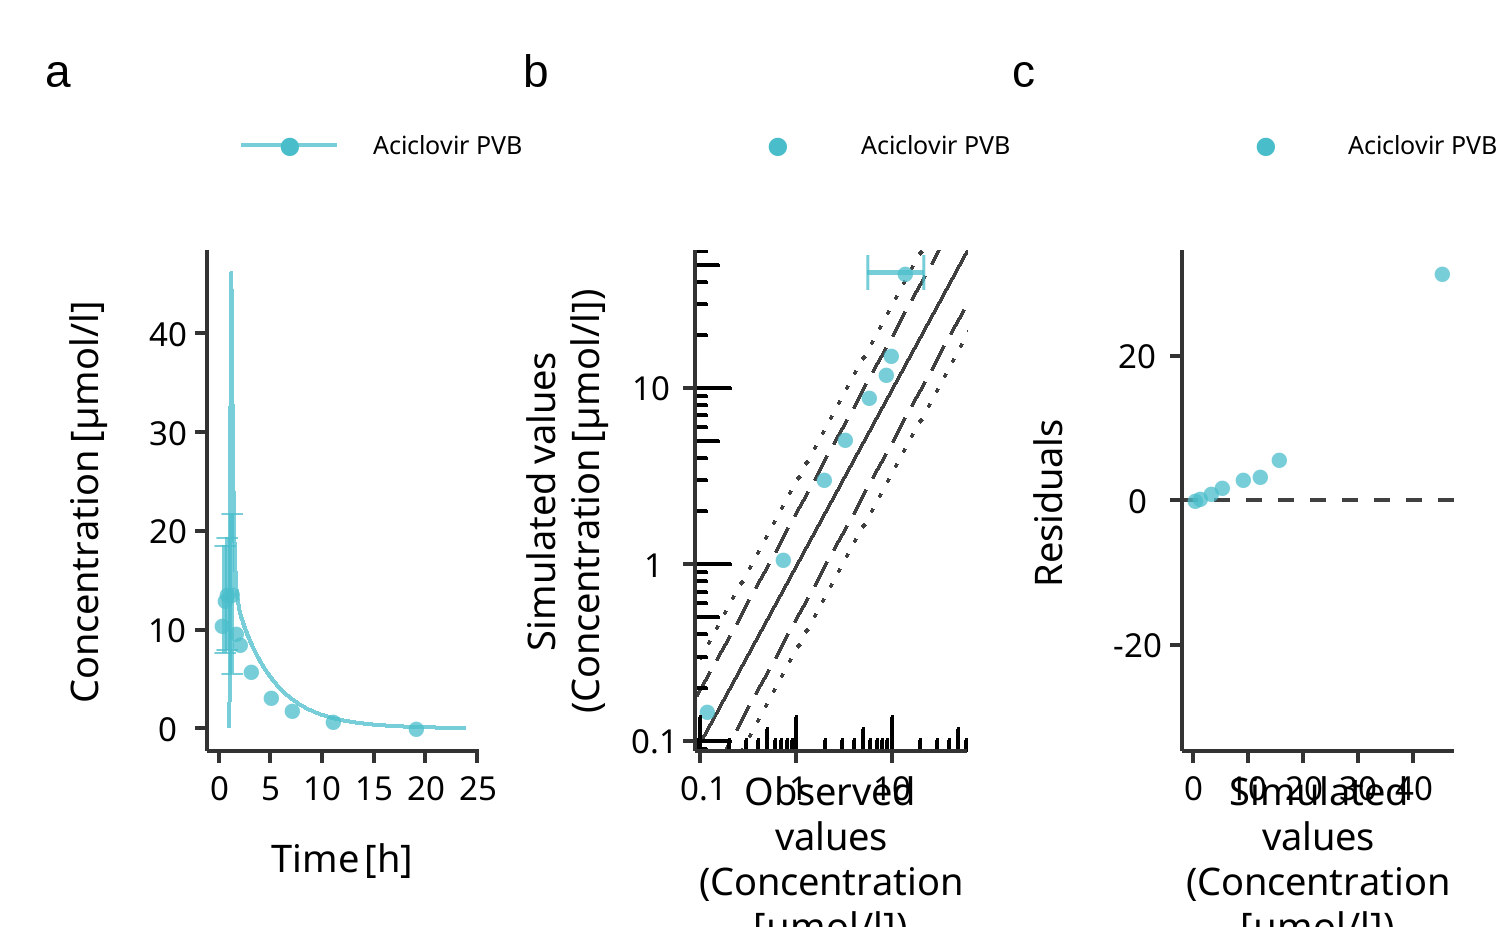 a
b
c
Aciclovir PVB
Aciclovir PVB
Aciclovir PVB
Concentration [µmol/l]
40
30
20
10
0
0 5 10 15 20 25
Time [h]
Simulated values
(Concentration [µmol/l])
10
1
0.1
0.1 1 10
Observed
values
(Concentration
[µmol/l])
Residuals
20
0
-20
0 10 20 30 40
Simulated
values
(Concentration
[µmol/l])